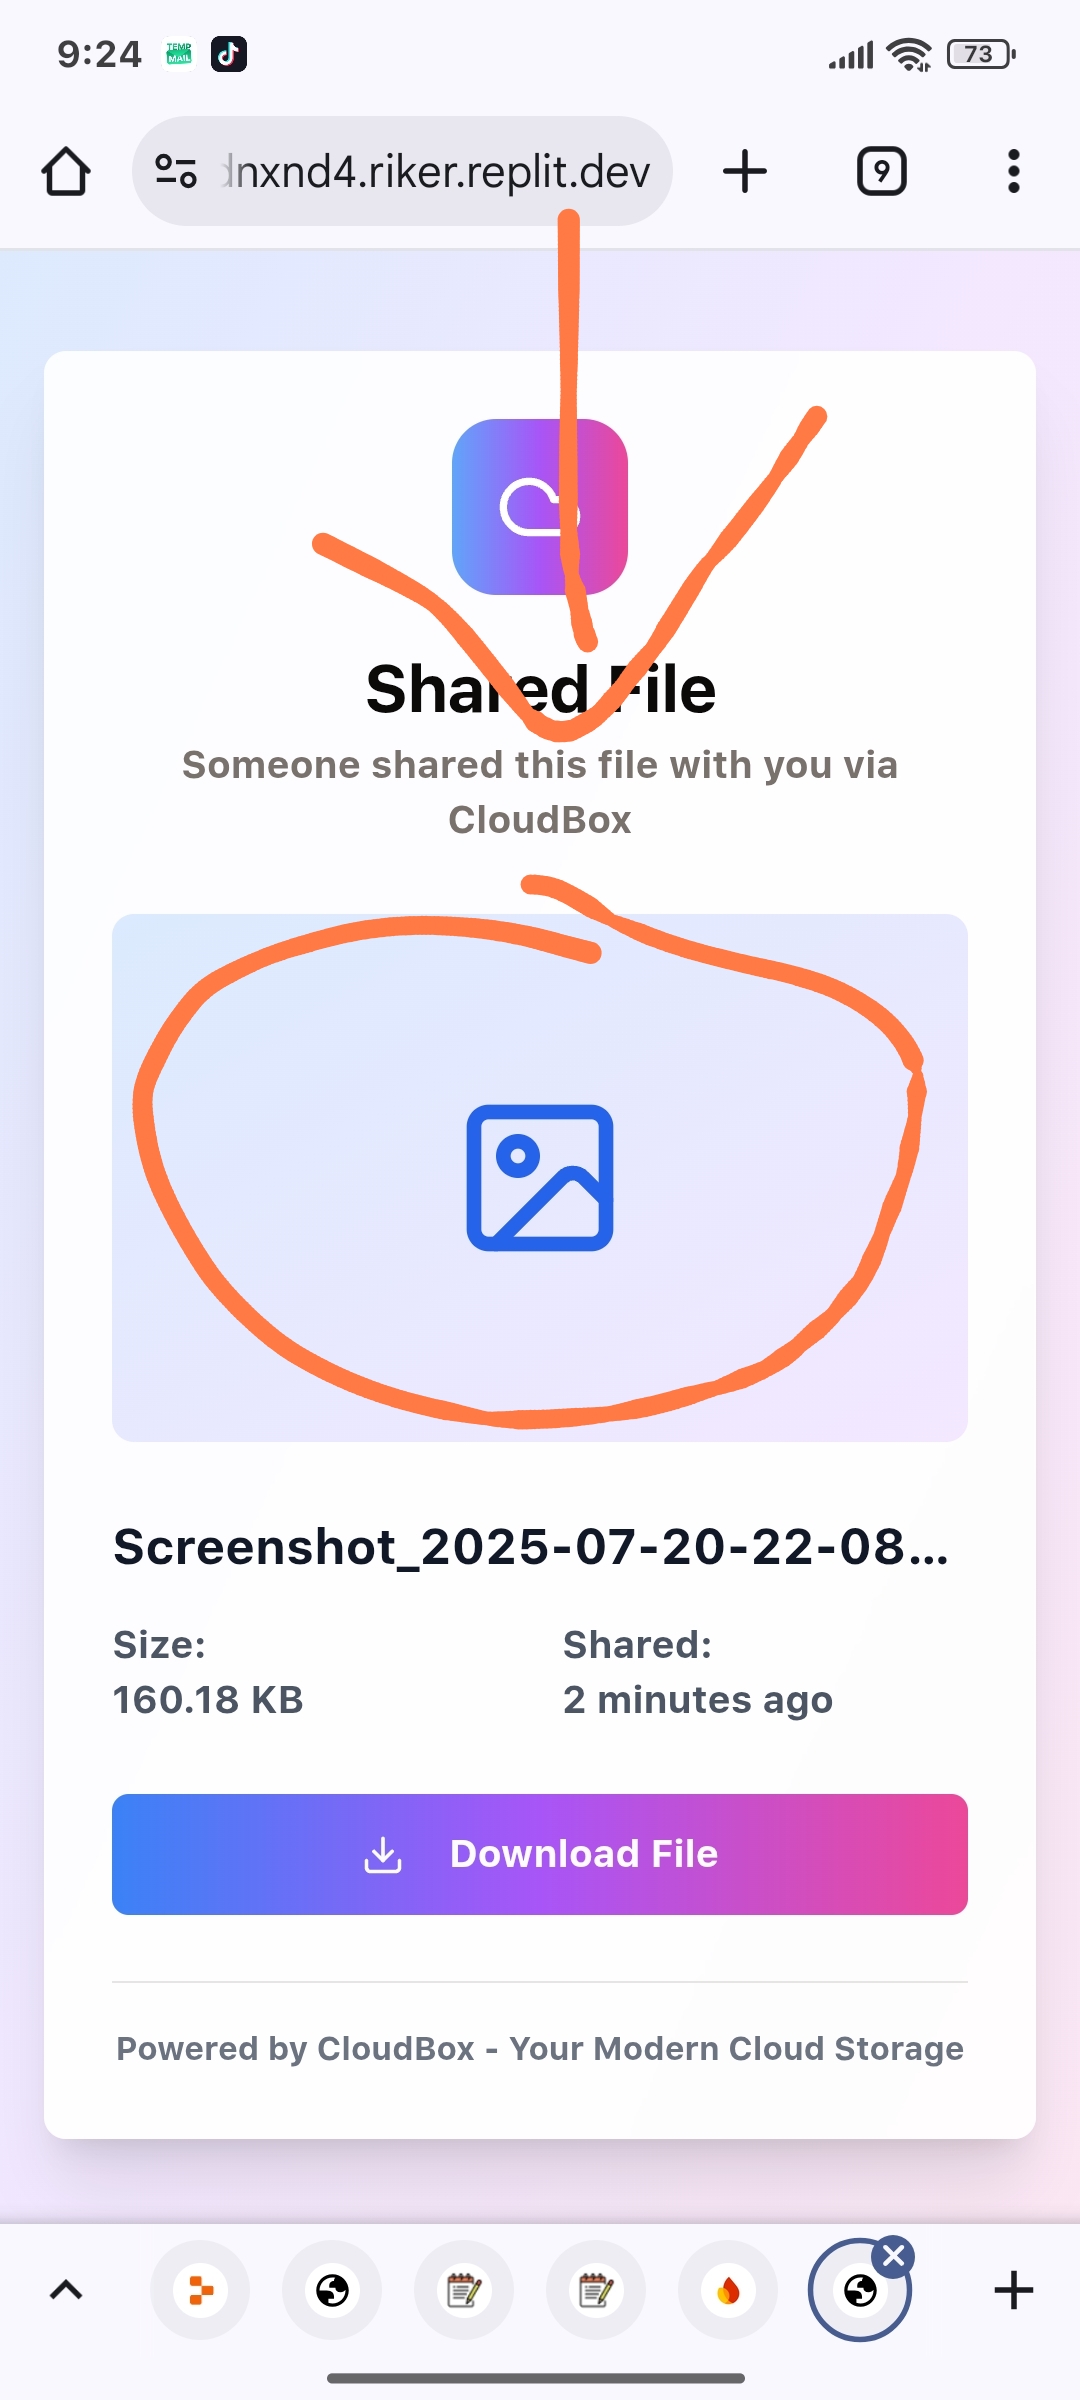 9:24
TEMP
MAIL
73
dnxnd4.riker.replit.dev
9
Shared File
Someone shared this file with you via
CloudBox
Screenshot_2025-07-20-22-08...
Size:
160.18 KB
Shared:
2 minutes ago
Download File
Powered by CloudBox - Your Modern Cloud Storage